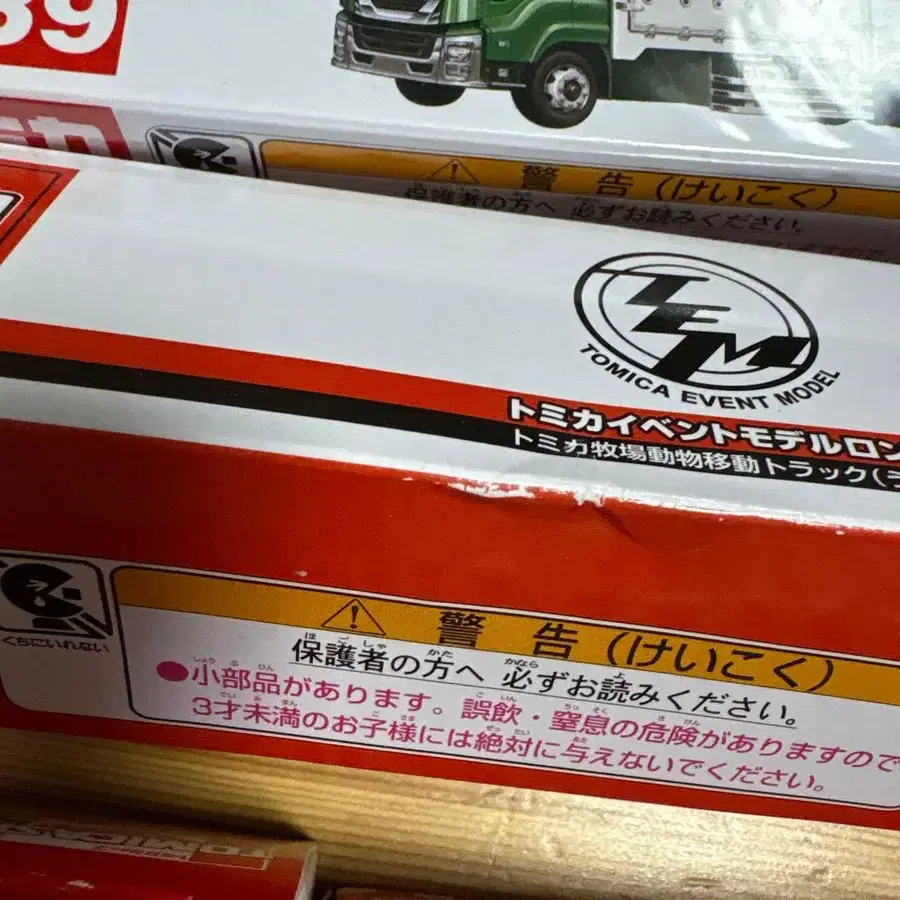 39
警告(けいこく)
保護者の方へ 必ずお読みください。
TEM
TOMICA EVENT MODEL
トミカイベントモデルロン
トミカ牧場動物移動トラック(
くちにいれない
警告(けいこく)
保護者の方へ 必ずお読みください。
●小部品があります。誤飲・窒息の危険がありますので
3才未満のお子様には絶対に与えないでください。